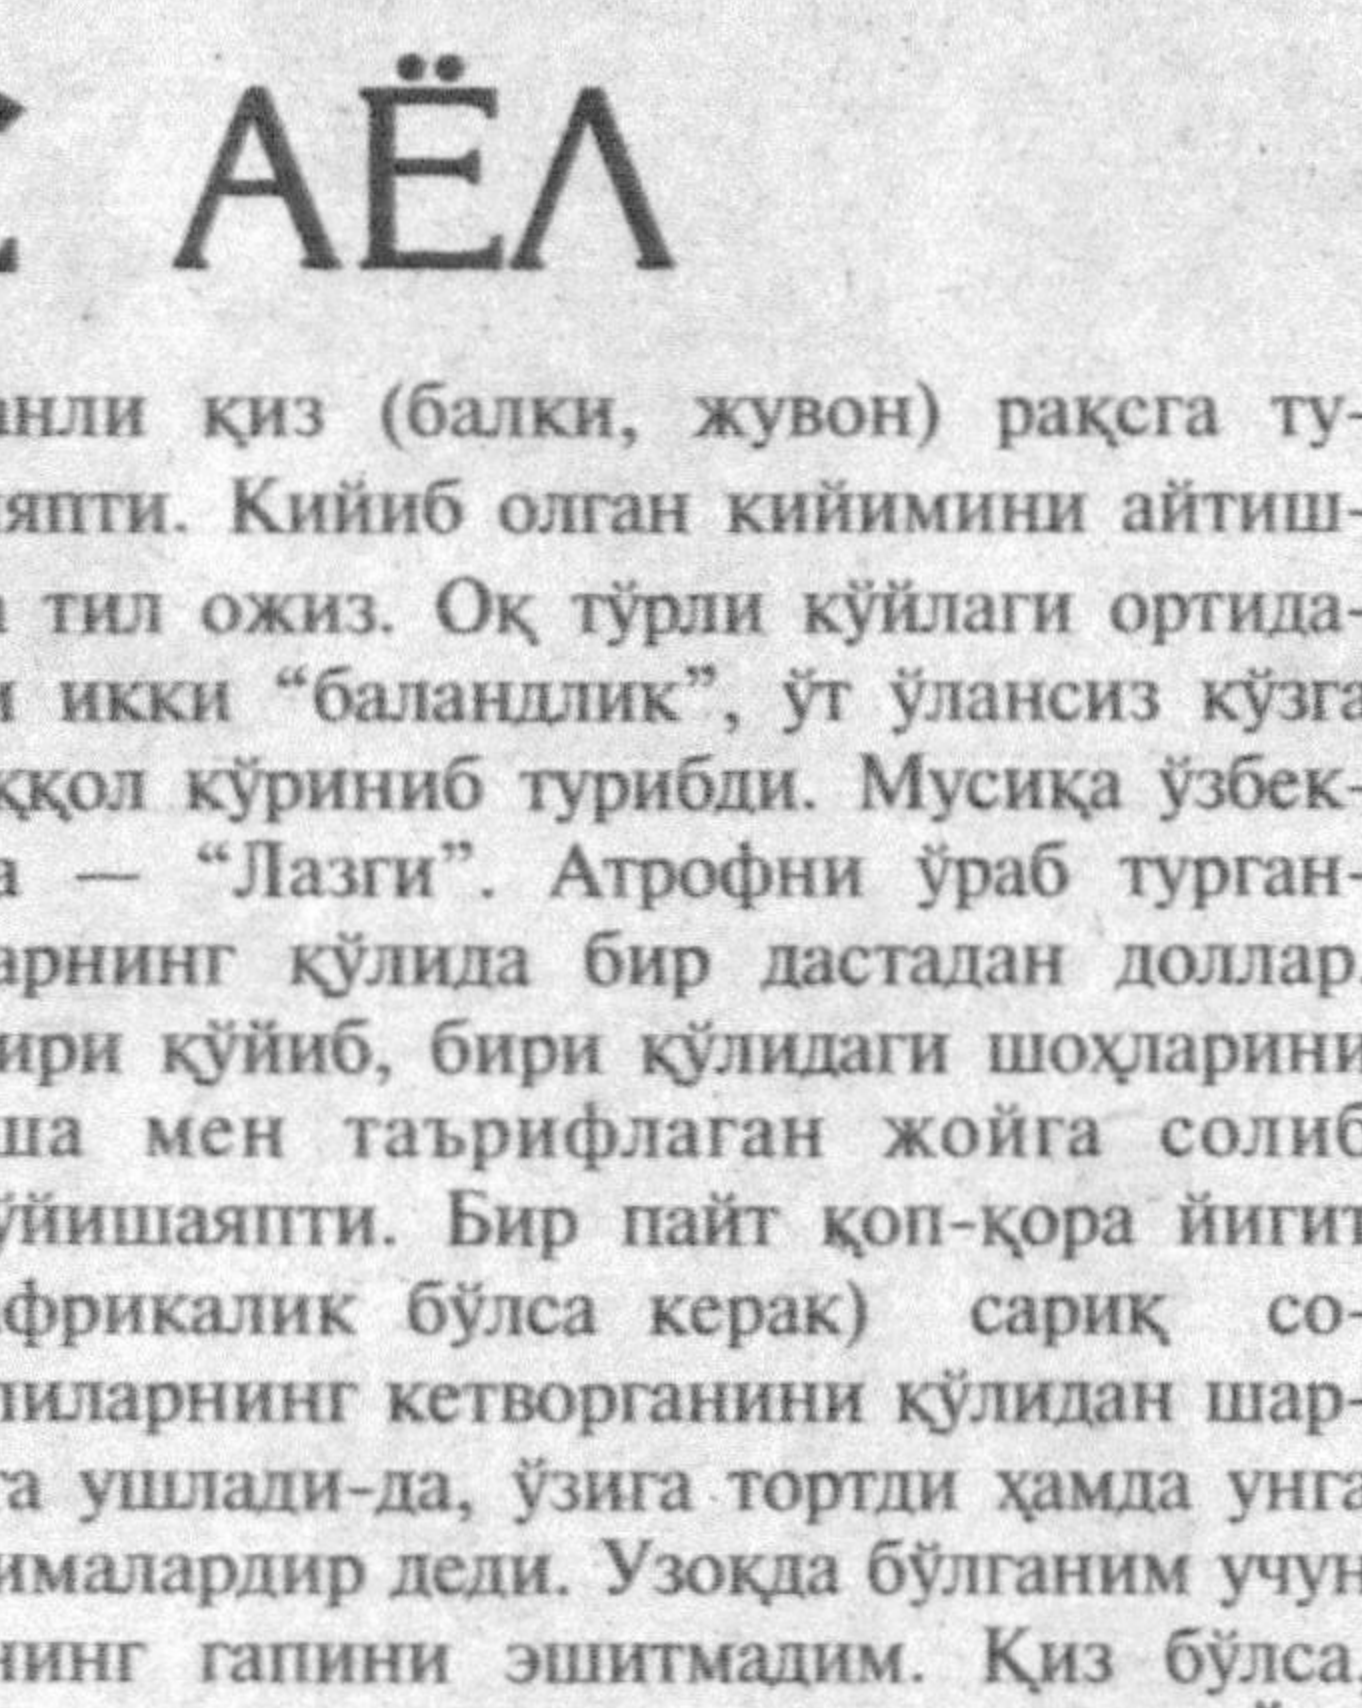 АЁЛ
анли қиз (балки, жувон) рақсга ту-
япти. Кийиб олган кийимини айтиш-
тил ожиз. Оқ тўрли кўйлаги ортида-
и икки “баландлик”, ўт ўлансиз кўзга
ққол кўриниб турибди. Мусиқа ўзбек-
а — “Лазги”. Атрофни ўраб турган-
арнинг қўлида бир дастадан доллар.
ири қўйиб, бири қўлидаги шоҳларини
ша мен таърифлаган жойга солиб
ўйишаяпти. Бир пайт қоп-қора йигит
африкалик бўлса керак) сариқ со-
лиларнинг кетворганини қўлидан шар-
га ушлади-да, ўзига тортди ҳамда унга
ималардир деди. Узоқда бўлганим учун
нинг гапини эшитмадим. Қиз бўлса,